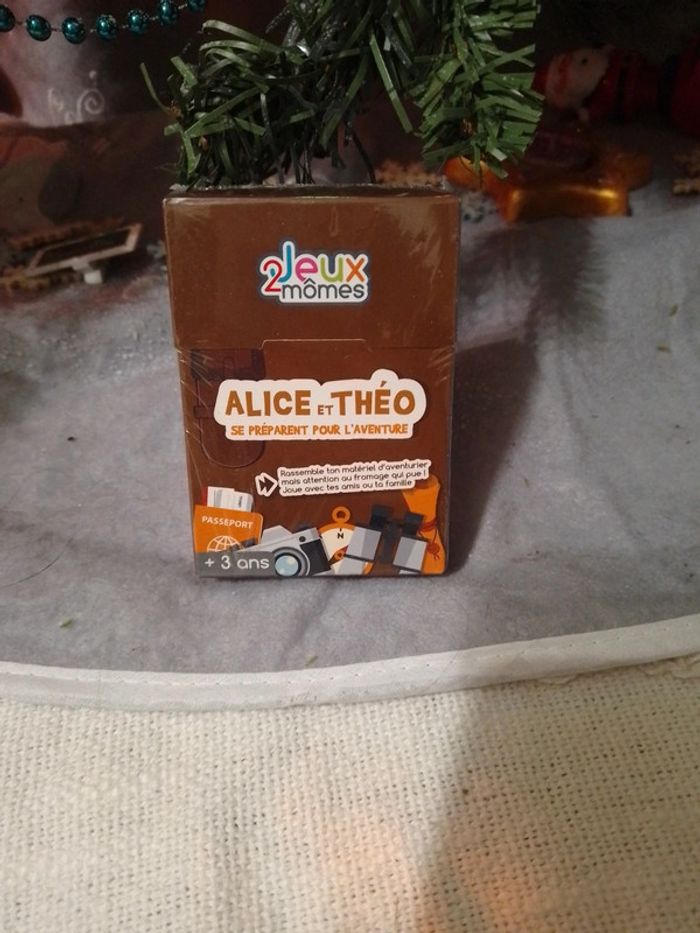 2Jeux
mômes
ALICE ET THÉO
SE PRÉPARENT POUR L'AVENTURE
Rassemble ton matériel d'aventurier
mais attention au fromage qui pue !
Joue avec tes amis ou ta famille
PASSEPORT
N
+ 3 ans